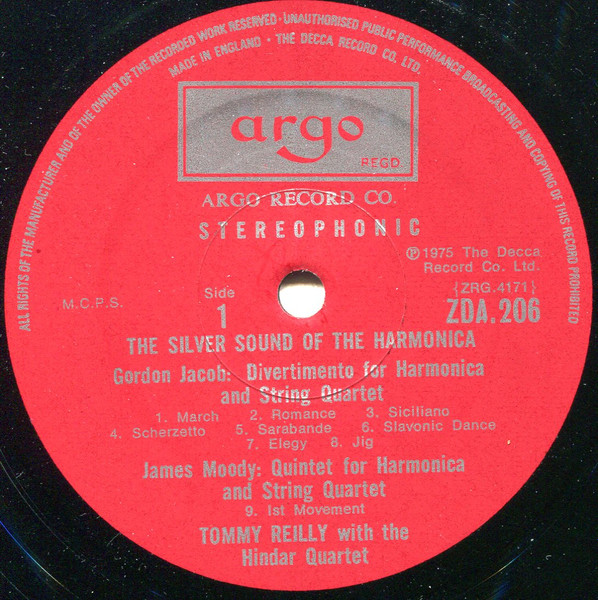 ALL RIGHTS OF THE MANUFACTURER AND OF THE OWNER OF THE RECORDED WORK RESERVED · UNAUTHORISED PUBLIC PERFORMANCE BROADCASTING AND COPYING OF THIS RECORD PROHIBITED
MADE IN ENGLAND · THE DECCA RECORD CO. LTD.
argo
REGD
ARGO RECORD CO.
STEREOPHONIC
Ⓟ1975 The Decca
Record Co. Ltd.
M.C.P.S.
Side
1
{ZRG.4171}
ZDA.206
THE SILVER SOUND OF THE HARMONICA
Gordon Jacob: Divertimento for Harmonica
and String Quartet
1. March 2. Romance 3. Siciliano
4. Scherzetto 5. Sarabande 6. Slavonic Dance
7. Elegy 8. Jig
James Moody: Quintet for Harmonica
and String Quartet
9. Ist Movement
TOMMY REILLY with the
Hindar Quartet